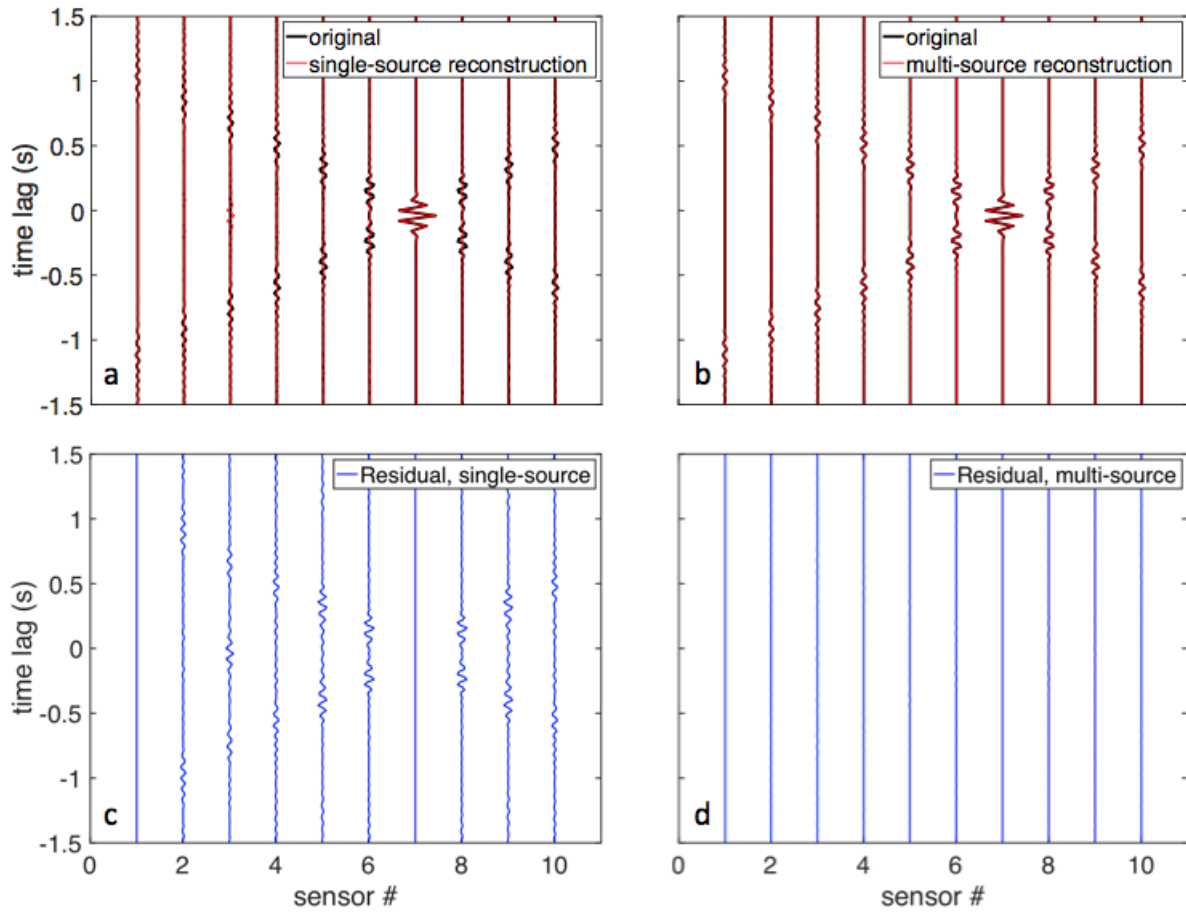 1.5
1
0.5
0
-0.5
-1
-1.5
time lag (s)
original
single-source reconstruction
a
original
multi-source reconstruction
b
1.5
1
0.5
0
-0.5
-1
-1.5
time lag (s)
Residual, single-source
c
0 2 4 6 8 10
sensor #
Residual, multi-source
d
0 2 4 6 8 10
sensor #